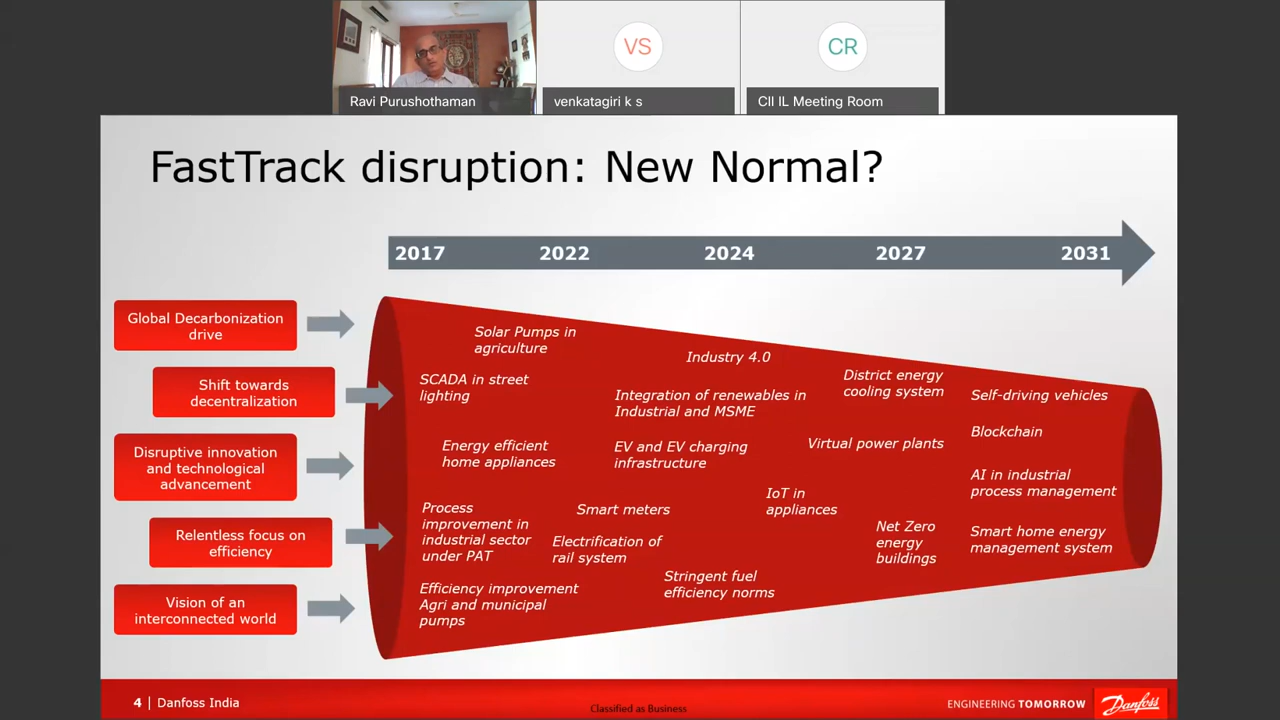 VS
CR
Ravi Purushothaman
venkatagiri k s
CII IL Meeting Room
FastTrack disruption: New Normal?
2017 2022 2024 2027 2031
Global Decarbonization
drive
Shift towards
decentralization
Disruptive innovation
and technological
advancement
Relentless focus on
efficiency
Vision of an
interconnected world
Solar Pumps in
agriculture
SCADA in street
lighting
Energy efficient
home appliances
Process
improvement in
industrial sector
under PAT
Efficiency improvement
Agri and municipal
pumps
Industry 4.0
Integration of renewables in
Industrial and MSME
EV and EV charging
infrastructure
Smart meters
Electrification of
rail system
Stringent fuel
efficiency norms
District energy
cooling system
Virtual power plants
IoT in
appliances
Net Zero
energy
buildings
Self-driving vehicles
Blockchain
AI in industrial
process management
Smart home energy
management system
4 | Danfoss India
Classified as Business
ENGINEERING TOMORROW
Danfoss